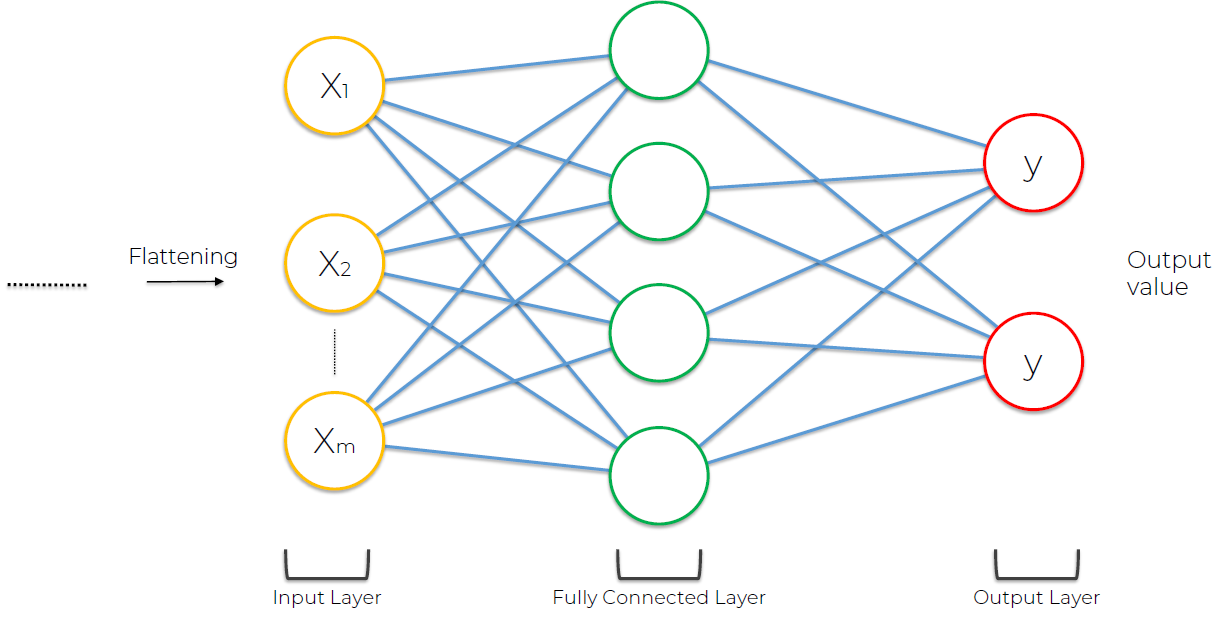 Flattening
X1
X2
Xm
y
y
Output
value
Input Layer
Fully Connected Layer
Output Layer